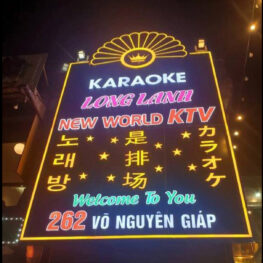 KARAOKE
LONG LANH
NEW WORLD KTV
노래방
是排场
カラオケ
Welcome To You
262 VÕ NGUYÊN GIÁP